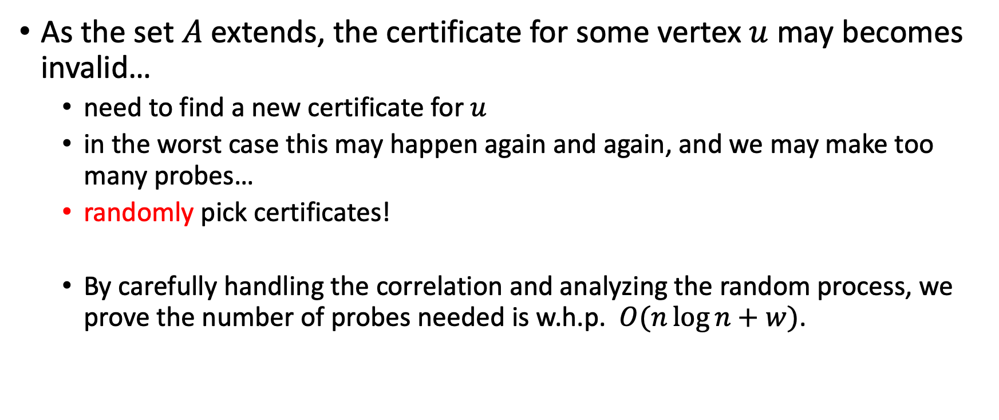 • As the set A extends, the certificate for some vertex u may becomes
invalid...
• need to find a new certificate for u
• in the worst case this may happen again and again, and we may make too
many probes...
• randomly pick certificates!
• By carefully handling the correlation and analyzing the random process, we
prove the number of probes needed is w.h.p. O(n log n + w).